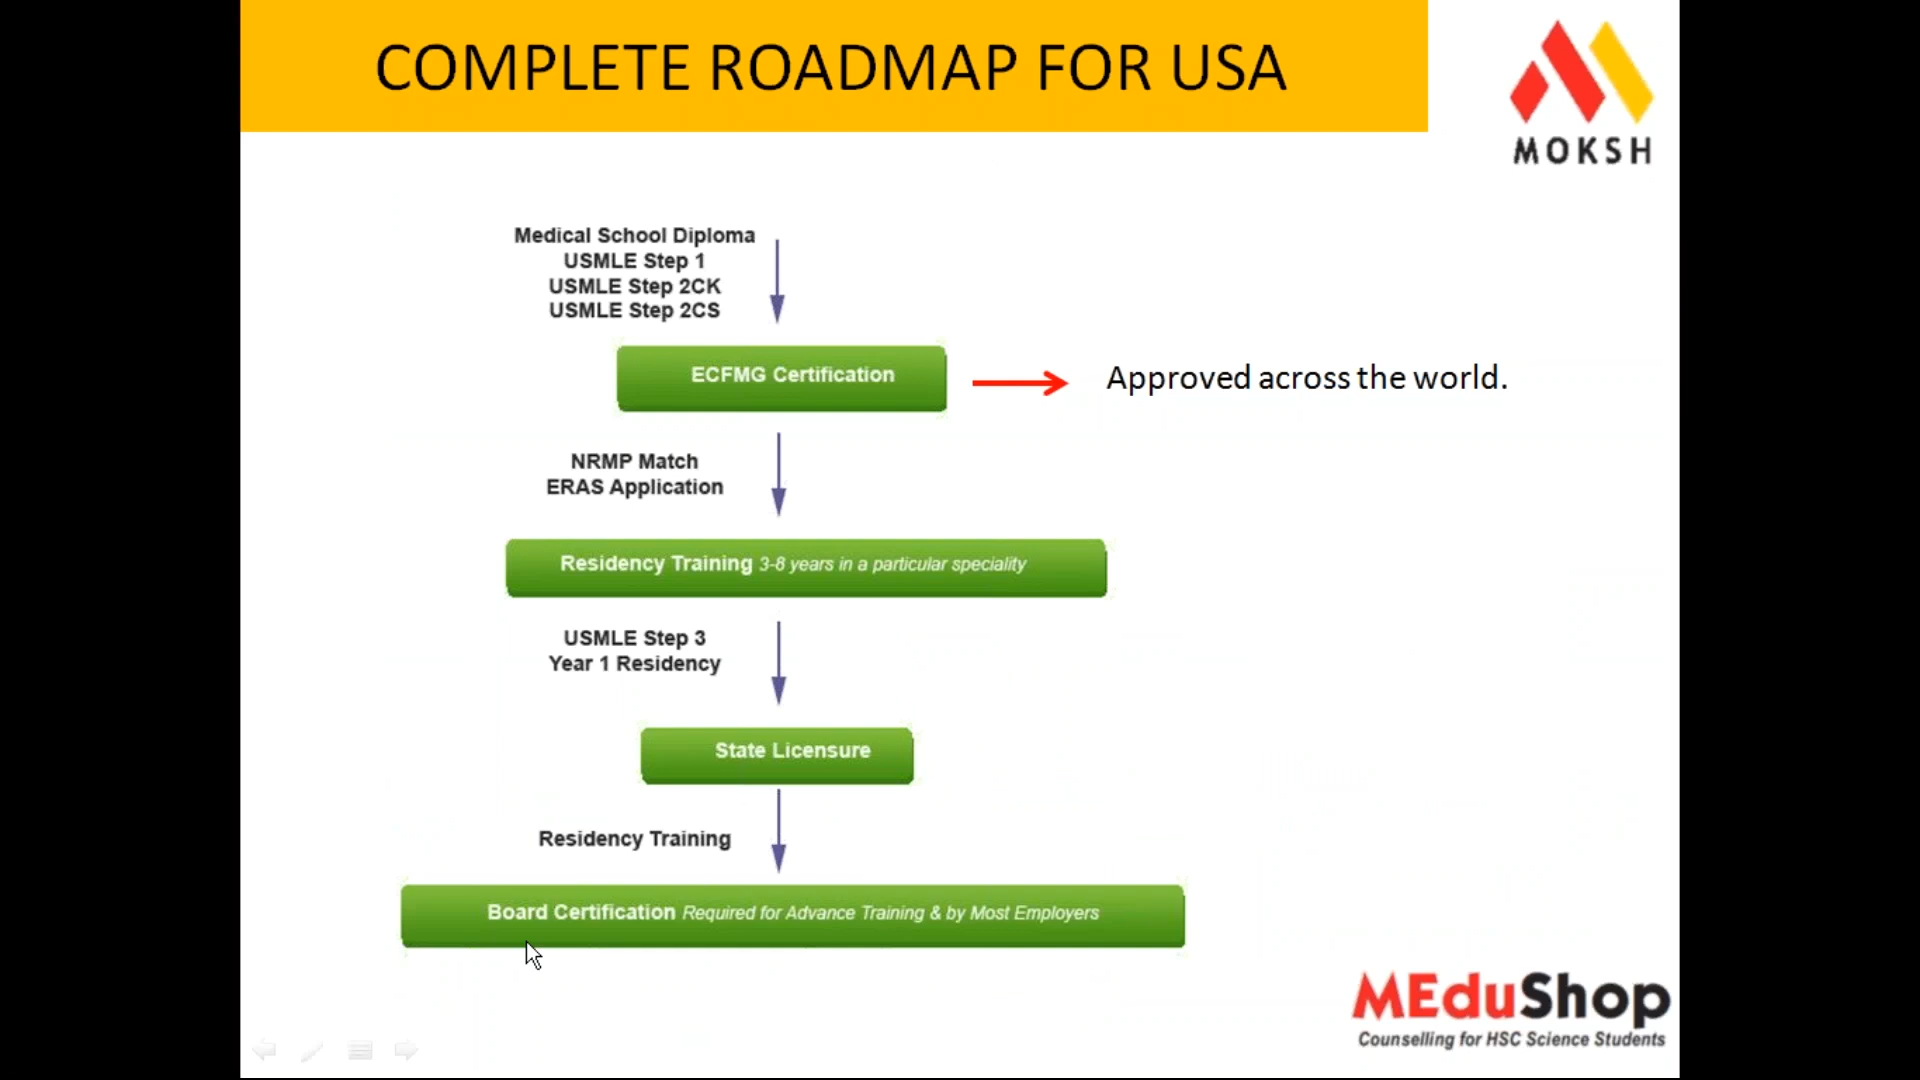 COMPLETE ROADMAP FOR USA
MOKSH
Medical School Diploma
USMLE Step 1
USMLE Step 2CK
USMLE Step 2CS
ECFMG Certification
Approved across the world.
NRMP Match
ERAS Application
Residency Training 3-8 years in a particular speciality
USMLE Step 3
Year 1 Residency
State Licensure
Residency Training
Board Certification Required for Advance Training & by Most Employers
MEduShop
Counselling for HSC Science Students